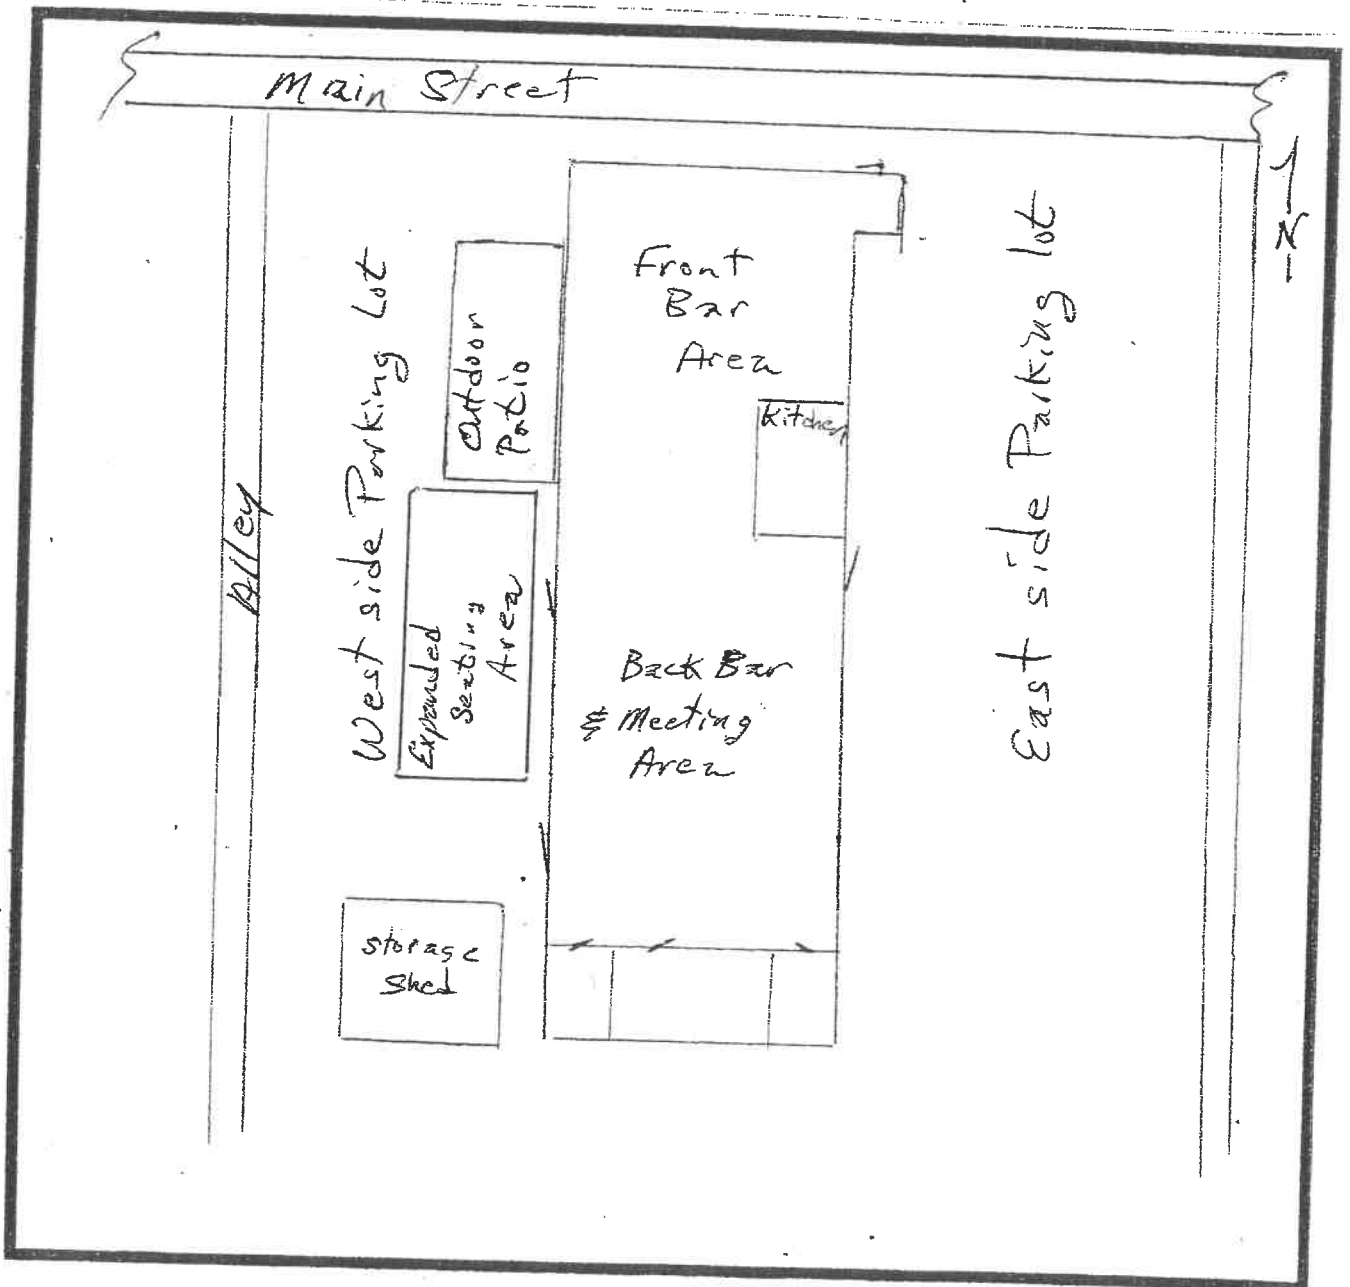 Main Street
N
Alley
West side Parking Lot
Outdoor
Patio
Expanded
Seating
Area
Front
Bar
Area
Kitchen
Back Bar
& Meeting
Area
East side Parking lot
Storage
Shed